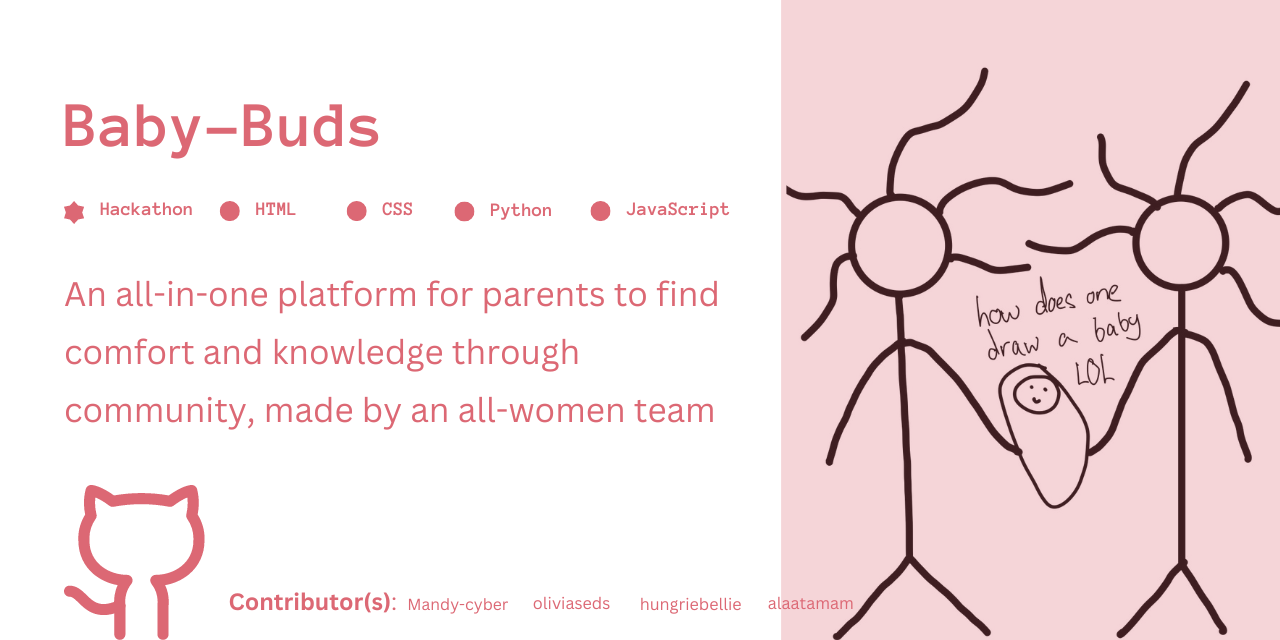 Baby-Buds
Hackathon HTML CSS Python JavaScript
An all-in-one platform for parents to find
comfort and knowledge through
community, made by an all-women team
how does one
draw a baby
LOL
Contributor(s): Mandy-cyber oliviaseds hungriebellie alaatamam